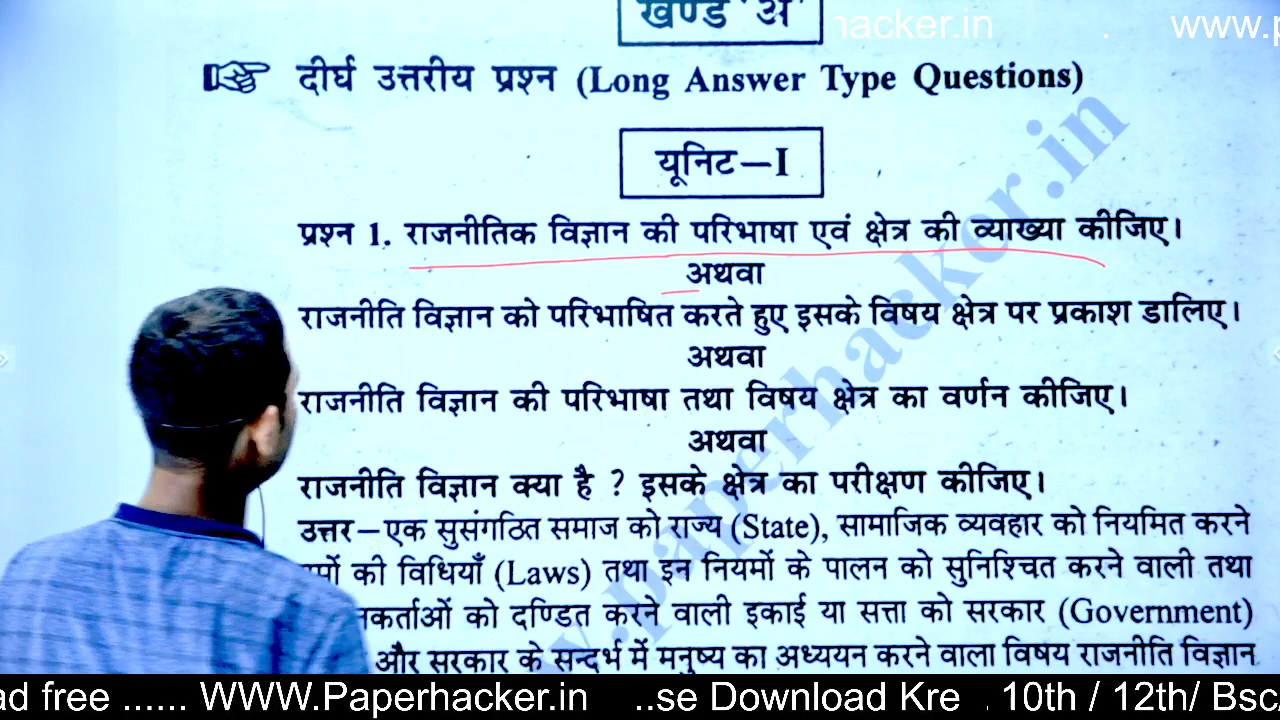 खण्ड 'अ'
hacker.in . www.p
☞ दीर्घ उत्तरीय प्रश्न (Long Answer Type Questions)
यूनिट—I
प्रश्न 1. राजनीतिक विज्ञान की परिभाषा एवं क्षेत्र की व्याख्या कीजिए।
अथवा
राजनीति विज्ञान को परिभाषित करते हुए इसके विषय क्षेत्र पर प्रकाश डालिए।
अथवा
राजनीति विज्ञान की परिभाषा तथा विषय क्षेत्र का वर्णन कीजिए।
अथवा
राजनीति विज्ञान क्या है ? इसके क्षेत्र का परीक्षण कीजिए।
उत्तर—एक सुसंगठित समाज को राज्य (State), सामाजिक व्यवहार को नियमित करने
की विधियाँ (Laws) तथा इन नियमों के पालन को सुनिश्चित करने वाली तथा
को दण्डित करने वाली इकाई या सत्ता को सरकार (Government)
और सरकार के सन्दर्भ में मनुष्य का अध्ययन करने वाला विषय राजनीति विज्ञान
.paperhacker.in
ad free ...... WWW.Paperhacker.in ..se Download Kre . 10th / 12th/ Bsc